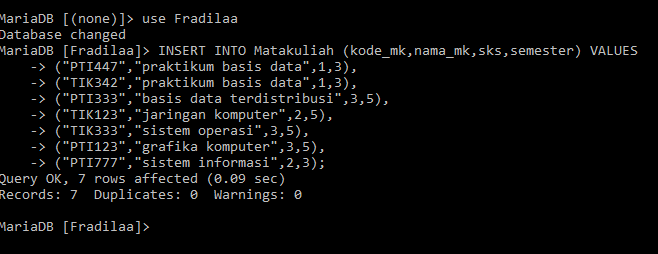 MariaDB [(none)]> use Fradilaa
Database changed
MariaDB [Fradilaa]> INSERT INTO Matakuliah (kode_mk,nama_mk,sks,semester) VALUES
    -> ("PTI447","praktikum basis data",1,3),
    -> ("TIK342","praktikum basis data",1,3),
    -> ("PTI333","basis data terdistribusi",3,5),
    -> ("TIK123","jaringan komputer",2,5),
    -> ("TIK333","sistem operasi",3,5),
    -> ("PTI123","grafika komputer",3,5),
    -> ("PTI777","sistem informasi",2,3);
Query OK, 7 rows affected (0.09 sec)
Records: 7  Duplicates: 0  Warnings: 0
MariaDB [Fradilaa]>